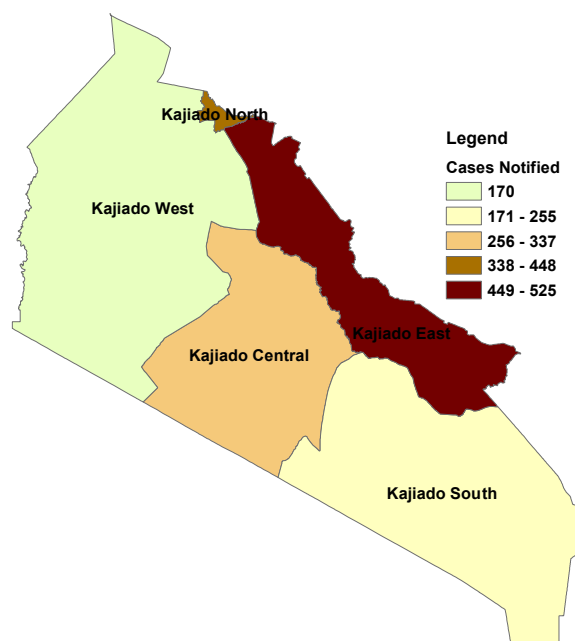 Kajiado North
Legend
Cases Notified
170
171 - 255
256 - 337
338 - 448
449 - 525
Kajiado West
Kajiado East
Kajiado Central
Kajiado South